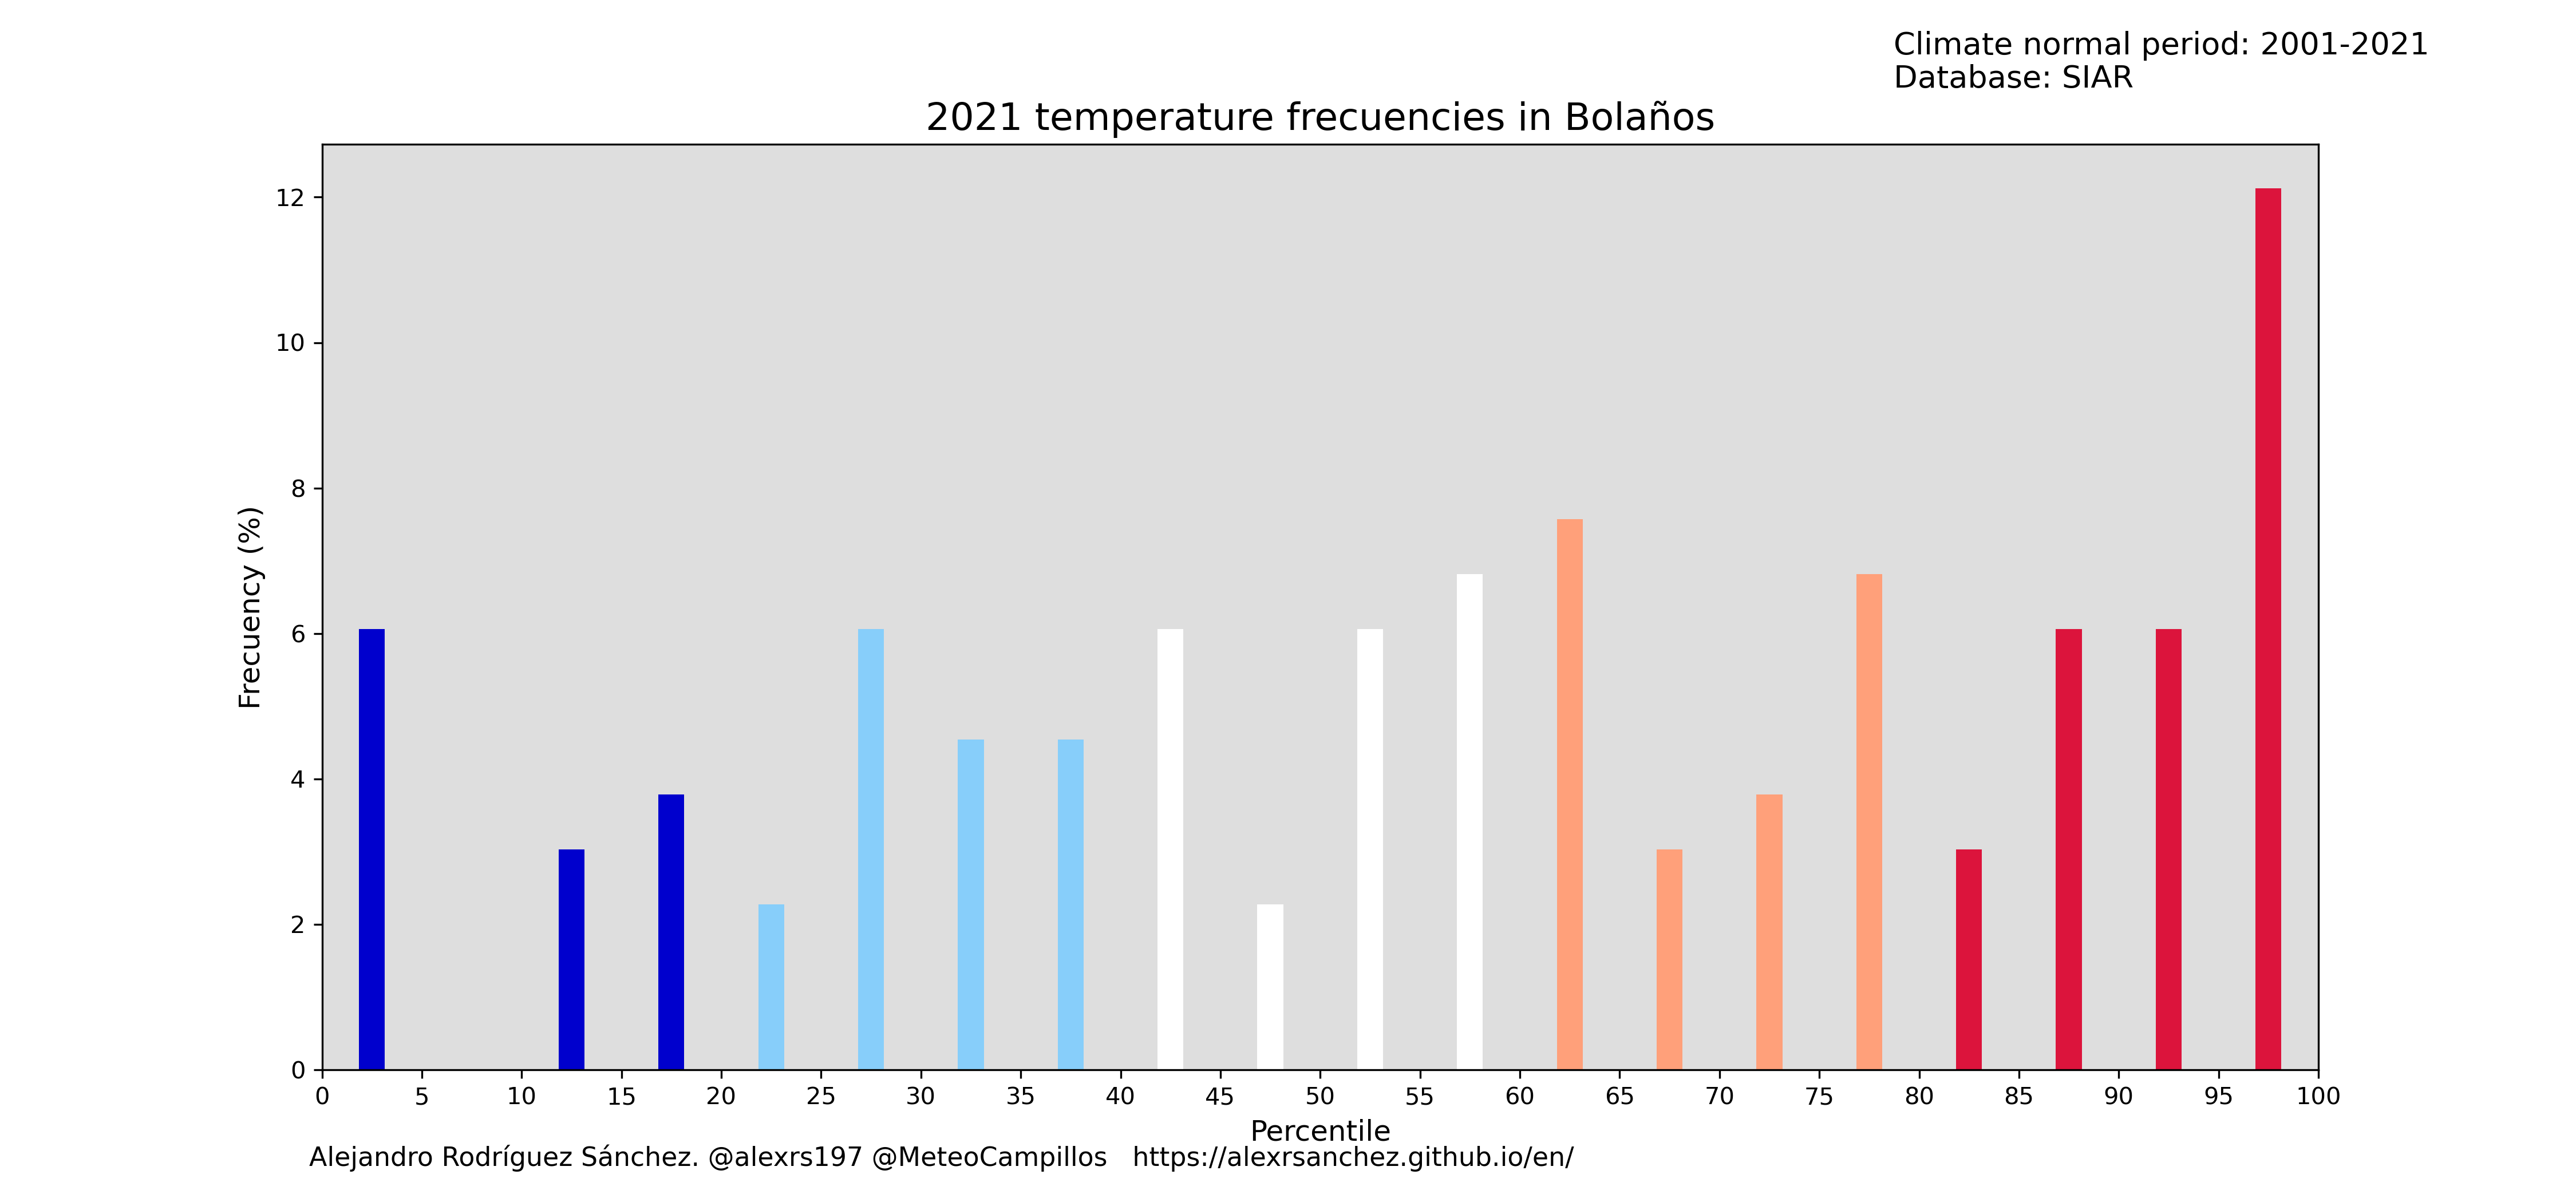 Climate normal period: 2001-2021
Database: SIAR
2021 temperature frecuencies in Bolaños
12
10
8
6
4
2
0
Frecuency (%)
0 5 10 15 20 25 30 35 40 45 50 55 60 65 70 75 80 85 90 95 100
Percentile
Alejandro Rodríguez Sánchez. @alexrs197 @MeteoCampillos https://alexrsanchez.github.io/en/